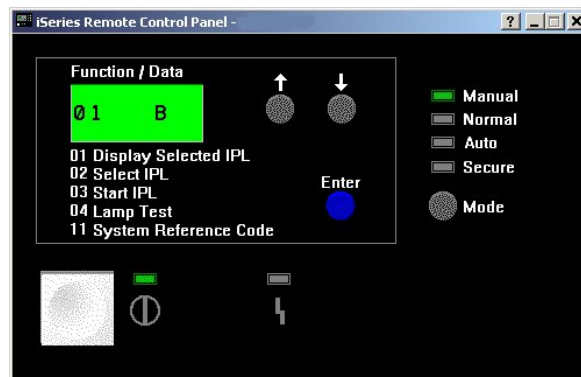 iSeries Remote Control Panel -
Function / Data
01 B
01 Display Selected IPL
02 Select IPL
03 Start IPL
04 Lamp Test
11 System Reference Code
Enter
Manual
Normal
Auto
Secure
Mode